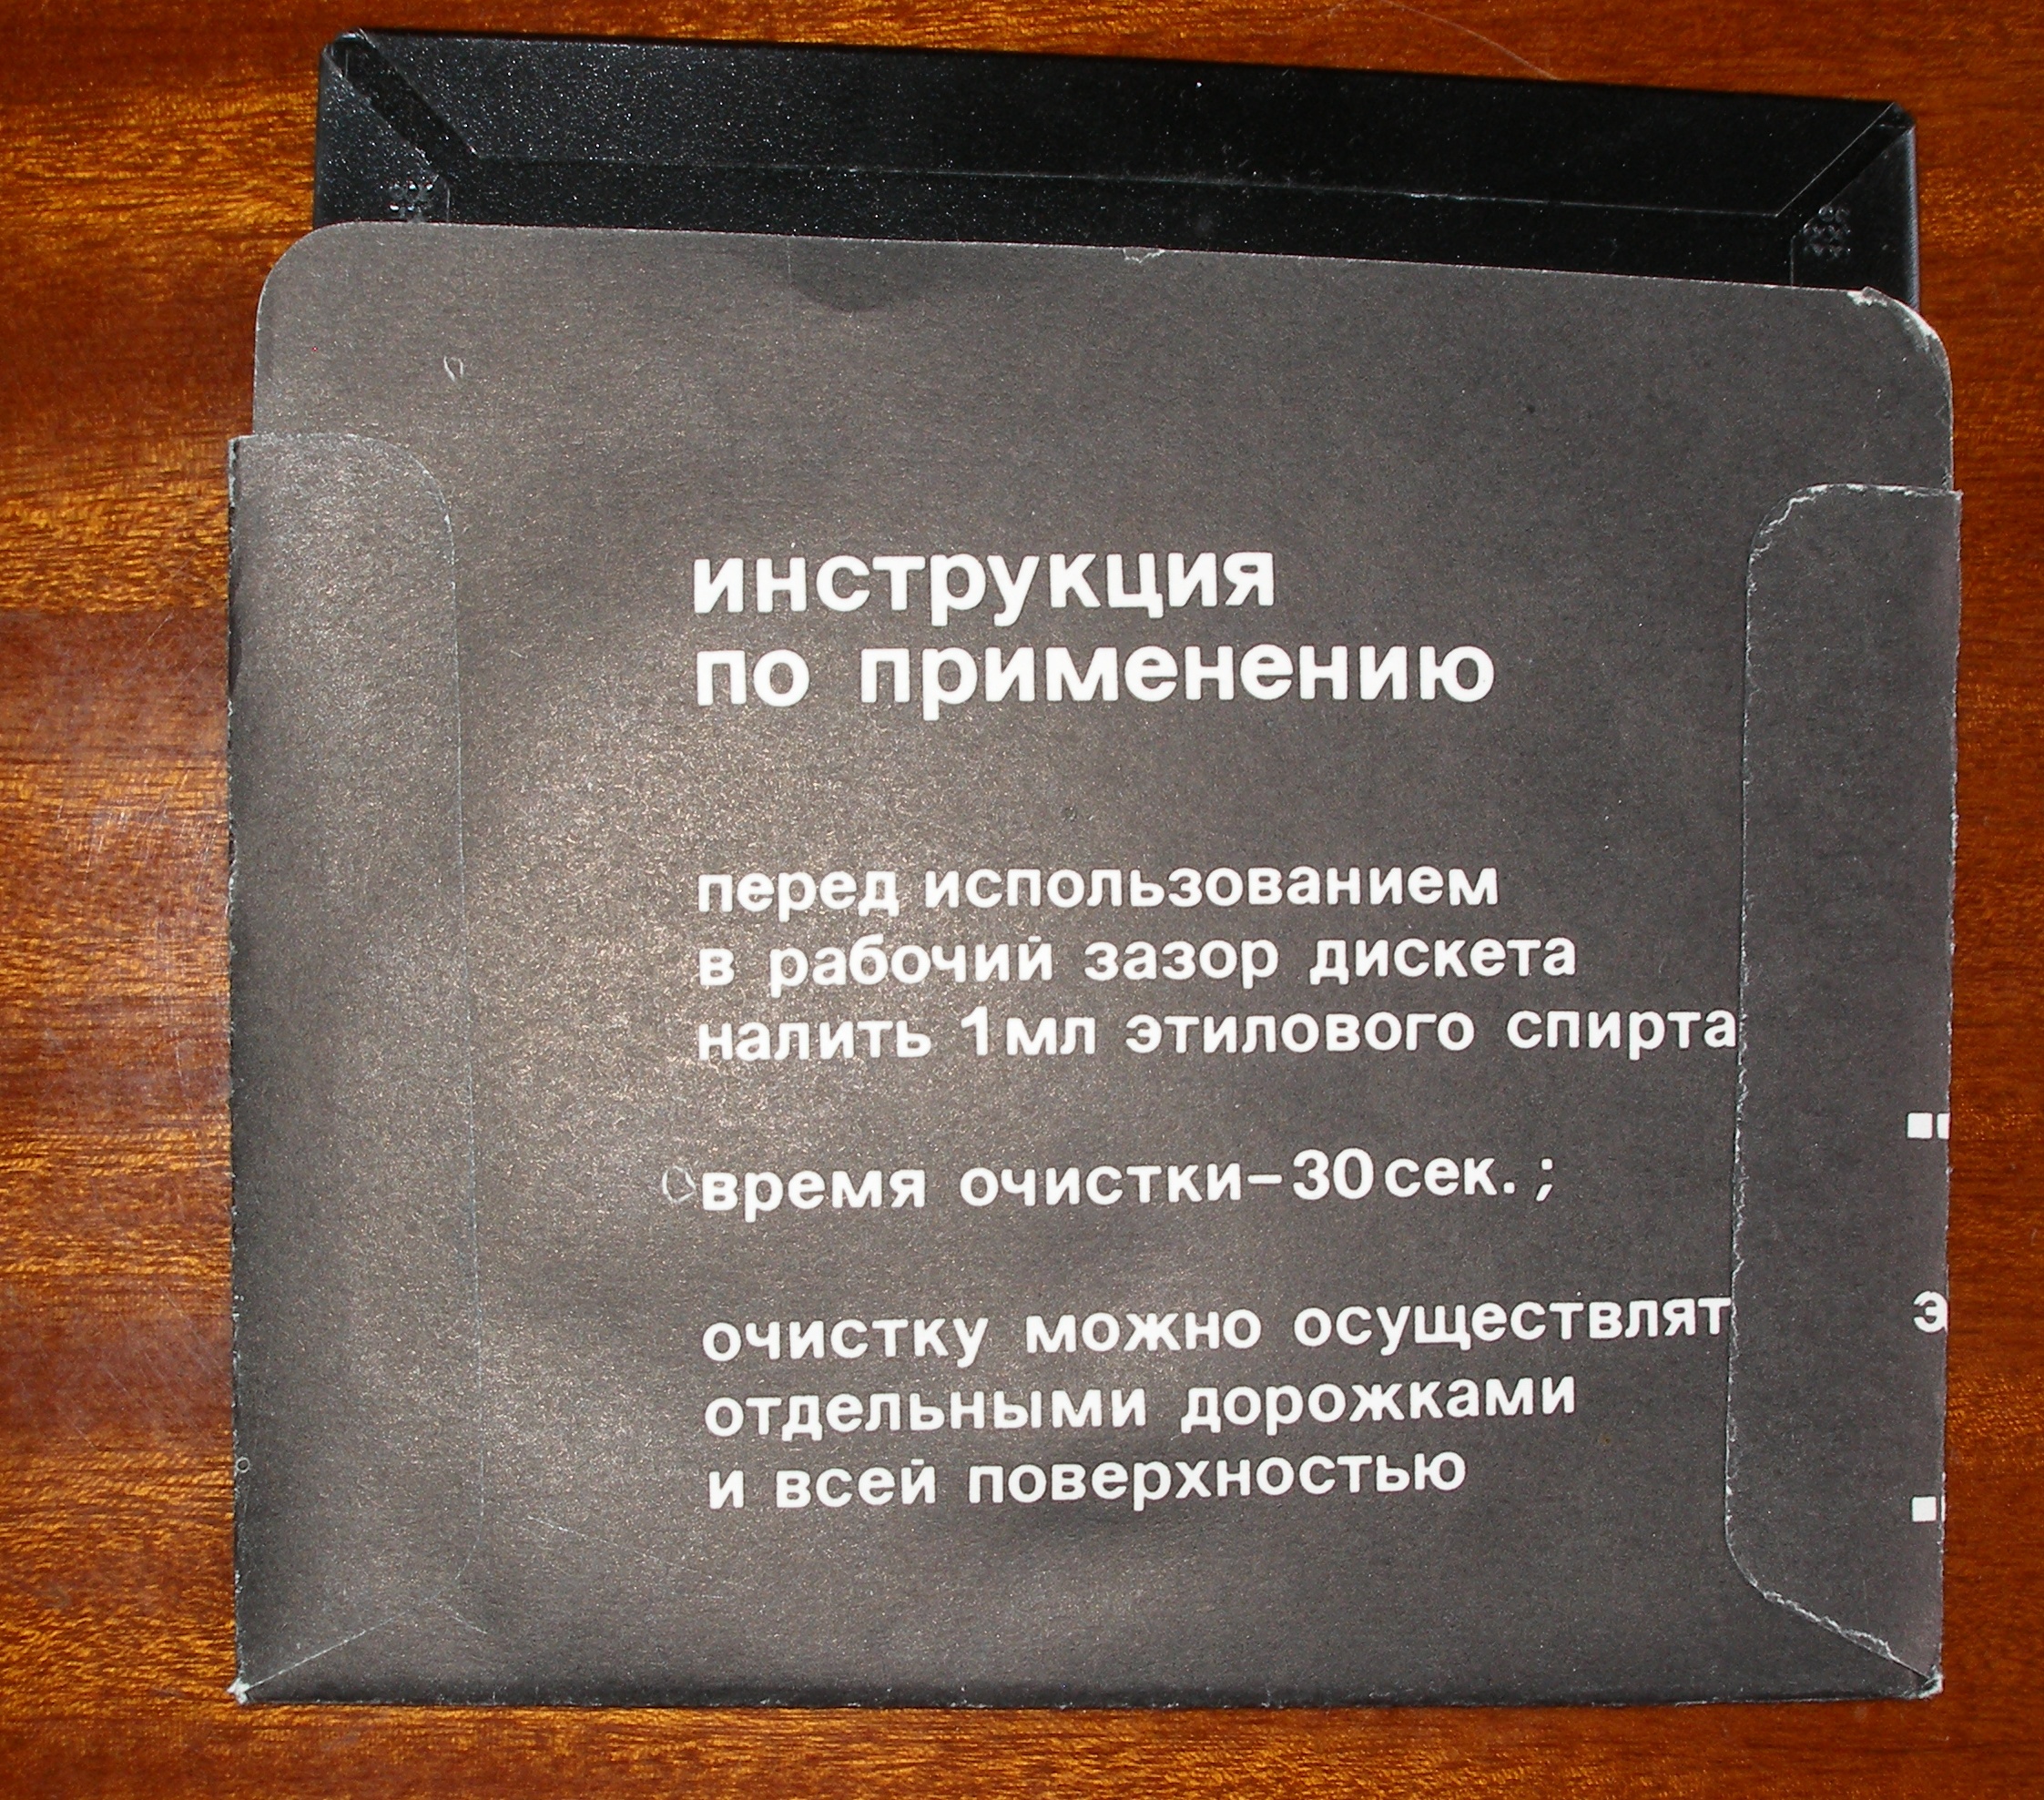 инструкция
по применению
перед использованием
в рабочий зазор дискета
налить 1мл этилового спирта
время очистки–30сек. ;
очистку можно осуществлят
отдельными дорожками
и всей поверхностью
э